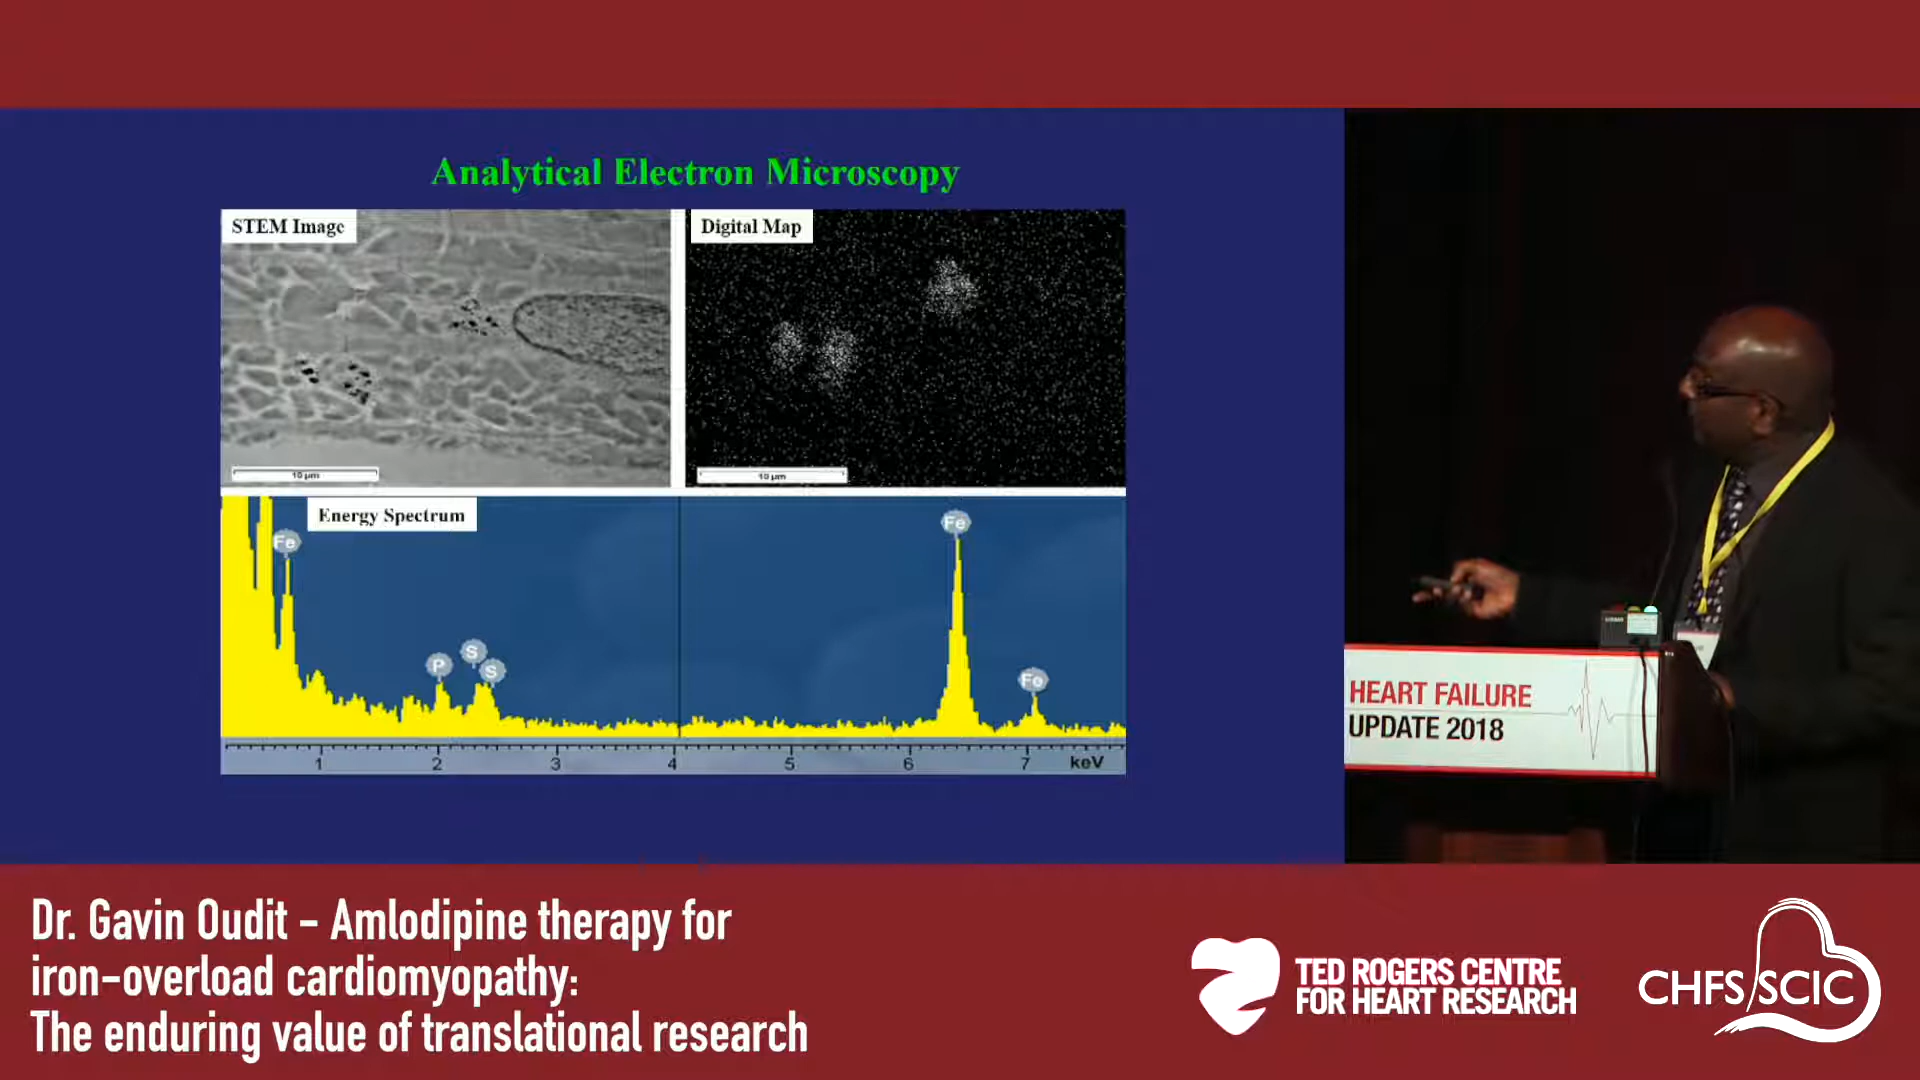 Analytical Electron Microscopy
STEM Image
Digital Map
10 µm
10 µm
Energy Spectrum
Fe
Fe
P
S
S
Fe
1 2 3 4 5 6 7 keV
HEART FAILURE
UPDATE 2018
Dr. Gavin Oudit - Amlodipine therapy for
iron-overload cardiomyopathy:
The enduring value of translational research
TED ROGERS CENTRE
FOR HEART RESEARCH
CHFS/SCIC